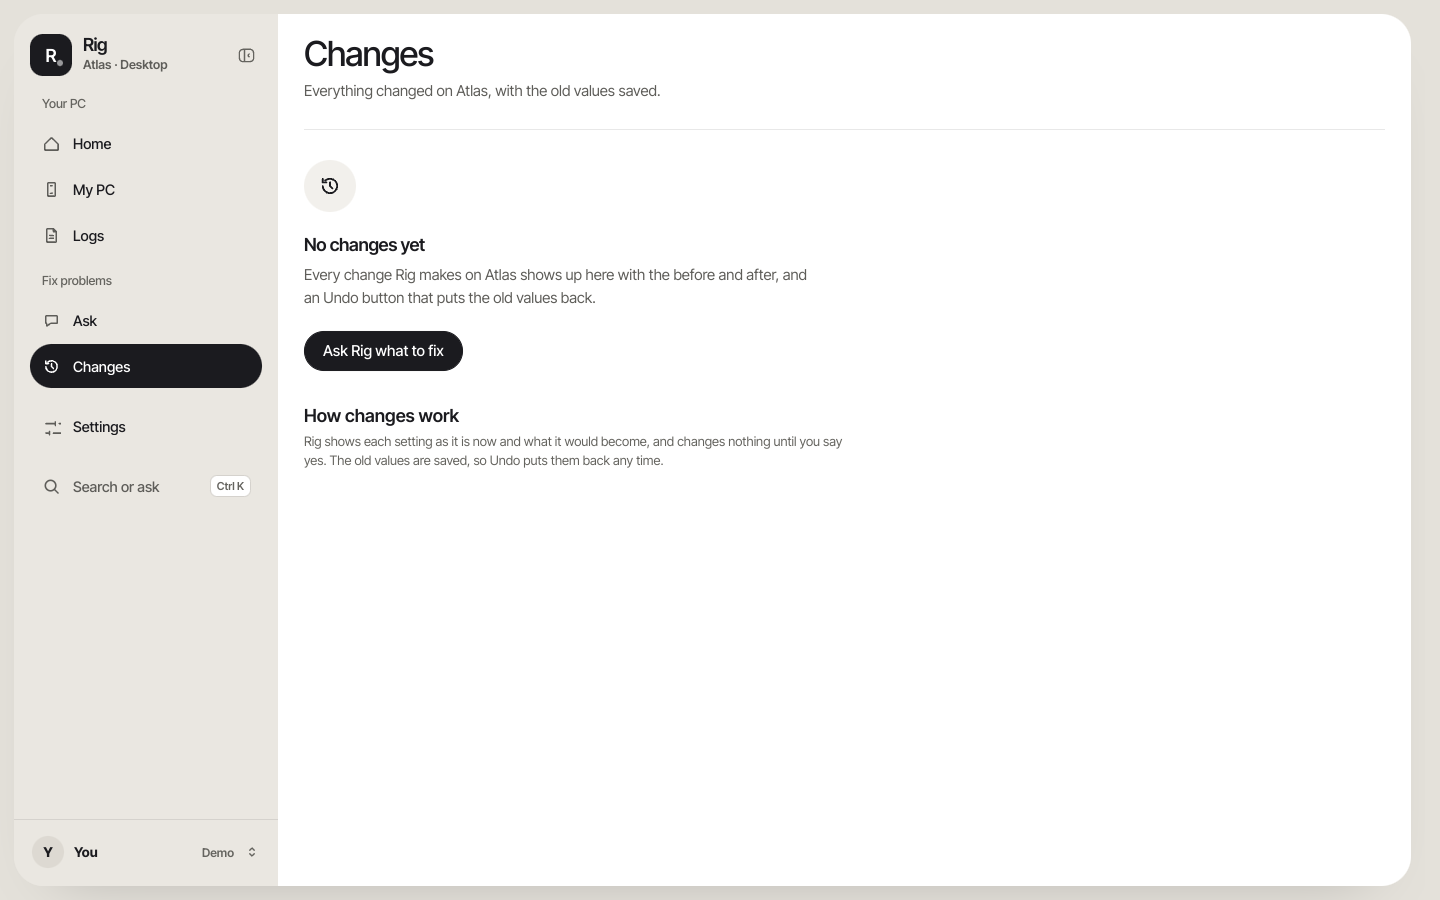 R
Rig
Atlas · Desktop
Your PC
Home
My PC
Logs
Fix problems
Ask
Changes
Settings
Search or ask
Ctrl K
Y
You
Demo
Changes
Everything changed on Atlas, with the old values saved.
No changes yet
Every change Rig makes on Atlas shows up here with the before and after, and
an Undo button that puts the old values back.
Ask Rig what to fix
How changes work
Rig shows each setting as it is now and what it would become, and changes nothing until you say
yes. The old values are saved, so Undo puts them back any time.